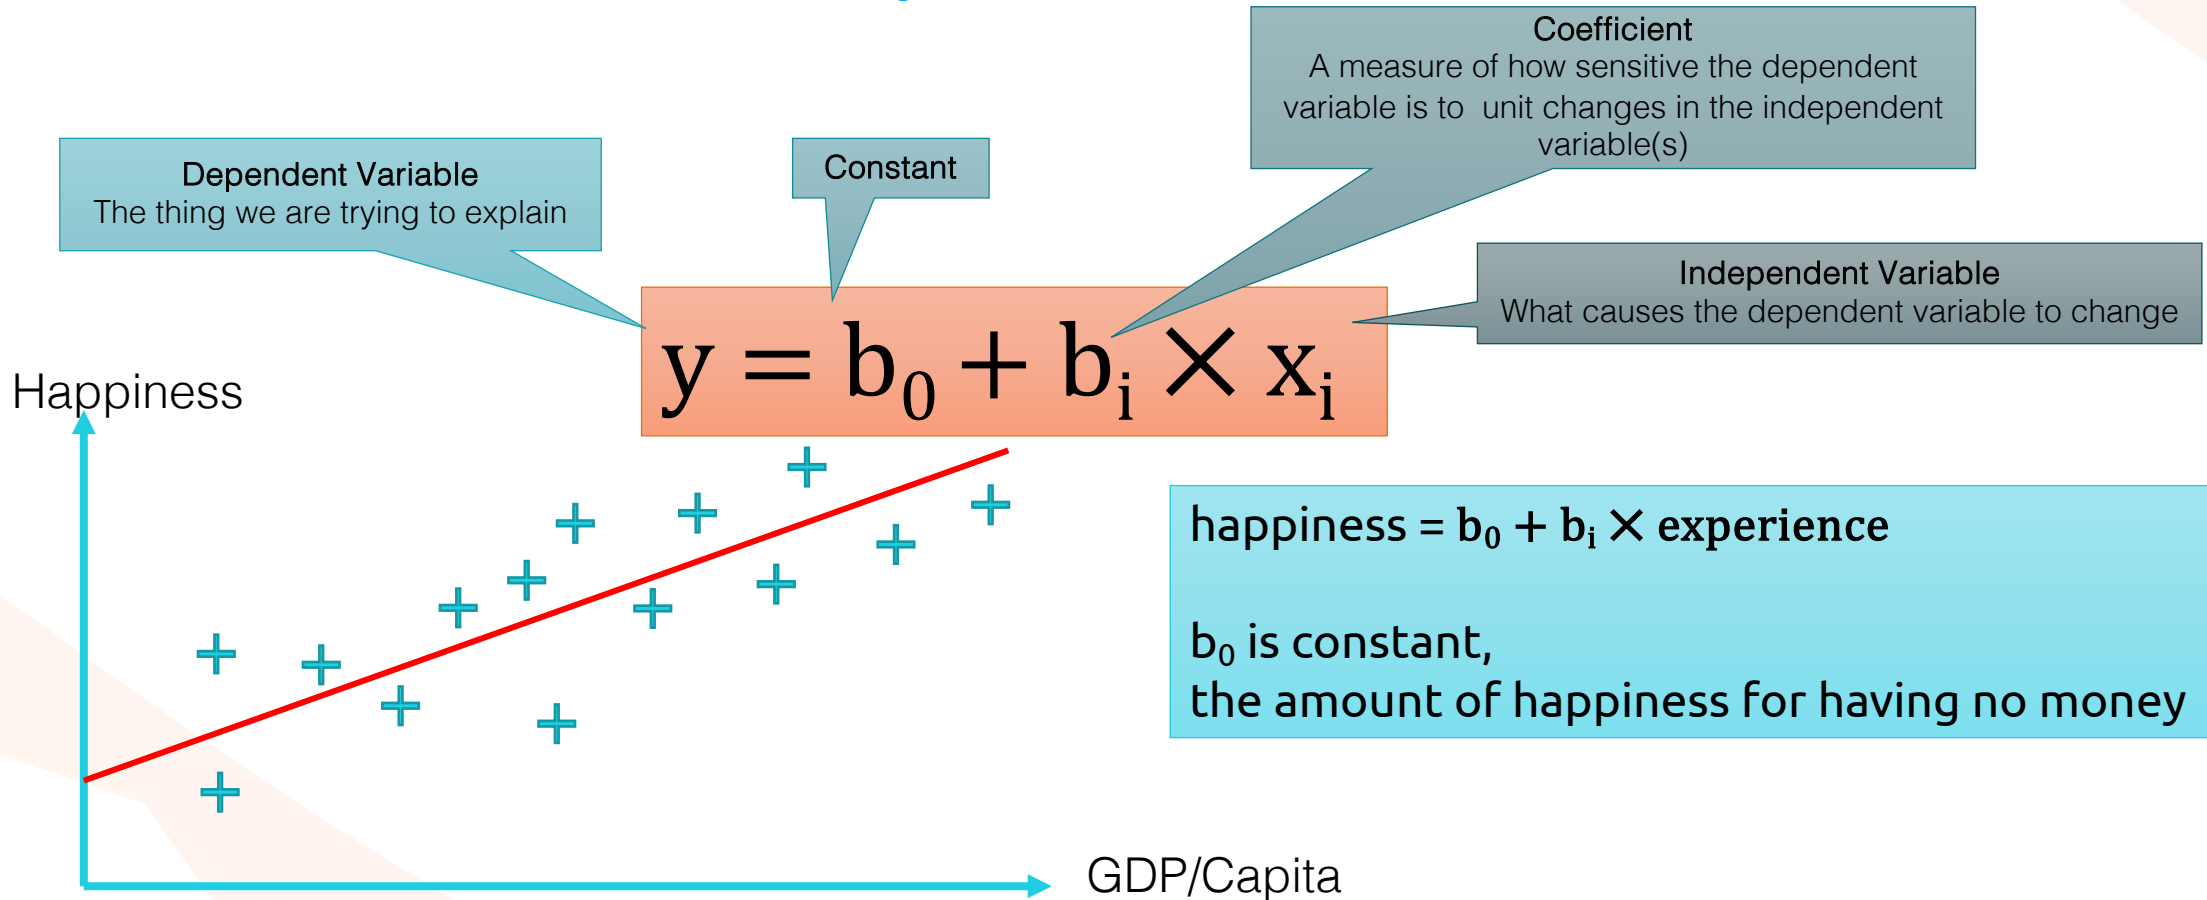 Coefficient
A measure of how sensitive the dependent
variable is to unit changes in the independent
variable(s)
Dependent Variable
The thing we are trying to explain
Constant
Independent Variable
What causes the dependent variable to change
y = b₀ + bᵢ × xᵢ
Happiness
happiness = b₀ + bᵢ × experience
b₀ is constant,
the amount of happiness for having no money
GDP/Capita